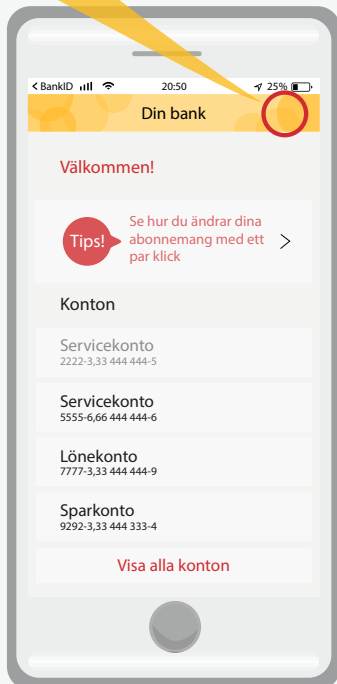 <BankID 20:50 25%
Din bank
Välkommen!
Tips!
Se hur du ändrar dina
abonnemang med ett
par klick
Konton
Servicekonto
2222-3,33 444 444-5
Servicekonto
5555-6,66 444 444-6
Lönekonto
7777-3,33 444 444-9
Sparkonto
9292-3,33 444 333-4
Visa alla konton